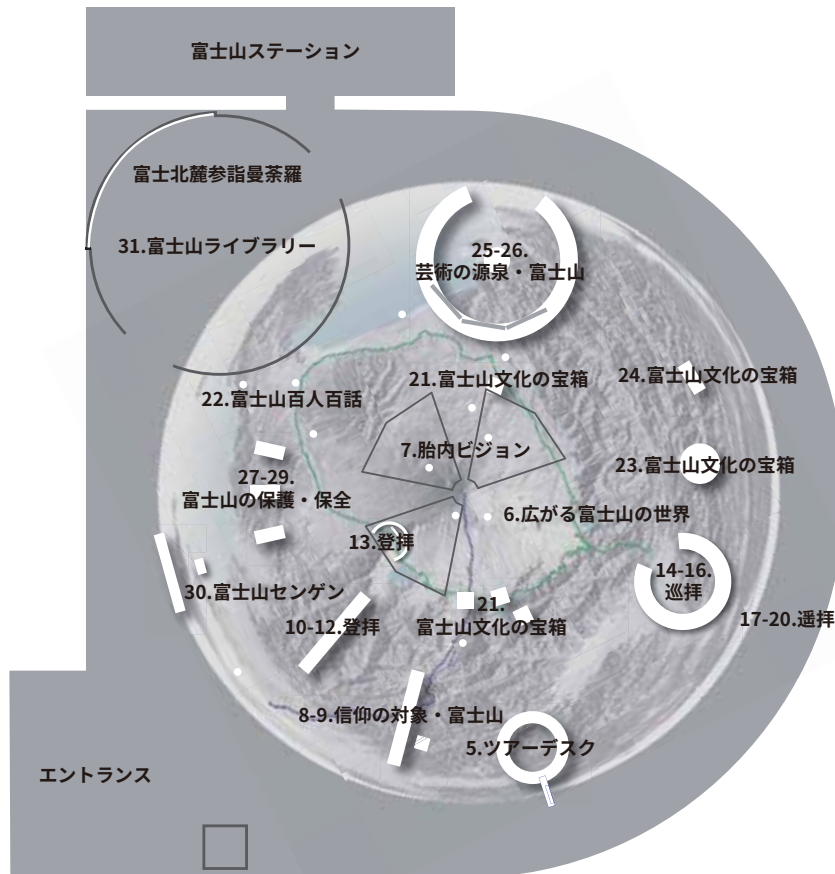 富士山ステーション
富士北麓参詣曼荼羅
31.富士山ライブラリー
25-26.
芸術の源泉・富士山
21.富士山文化の宝箱
24.富士山文化の宝箱
22.富士山百人百話
7.胎内ビジョン
23.富士山文化の宝箱
27-29.
富士山の保護・保全
6.広がる富士山の世界
13.登拝
14-16.
巡拝
30.富士山センゲン
21.
富士山文化の宝箱
10-12.登拝
17-20.遥拝
8-9.信仰の対象・富士山
5.ツアーデスク
エントランス